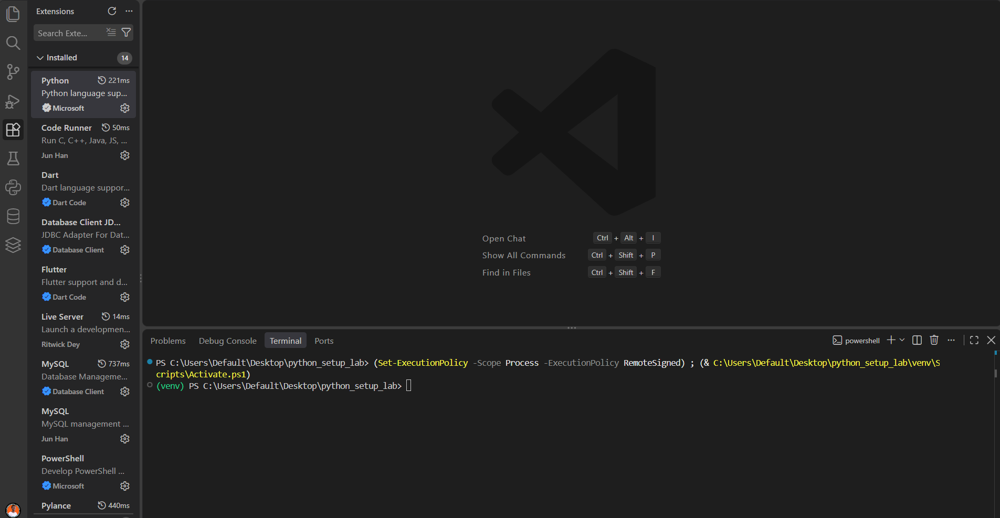 Extensions
Search Exte...
Installed 14
Python 221ms
Python language sup...
Microsoft
Code Runner 50ms
Run C, C++, Java, JS, ...
Jun Han
Dart
Dart language suppor...
Dart Code
Database Client JD...
JDBC Adapter For Dat...
Database Client
Flutter
Flutter support and d...
Dart Code
Live Server 14ms
Launch a developmen...
Ritwick Dey
MySQL 737ms
Database Manageme...
Database Client
MySQL
MySQL management ...
Jun Han
PowerShell
Develop PowerShell ...
Microsoft
Pylance 440ms
Open Chat Ctrl + Alt + I
Show All Commands Ctrl + Shift + P
Find in Files Ctrl + Shift + F
Problems Debug Console Terminal Ports powershell
PS C:\Users\Default\Desktop\python_setup_lab> (Set-ExecutionPolicy -Scope Process -ExecutionPolicy RemoteSigned) ; (& C:\Users\Default\Desktop\python_setup_lab\venv\S
cripts\Activate.ps1)
(venv) PS C:\Users\Default\Desktop\python_setup_lab>